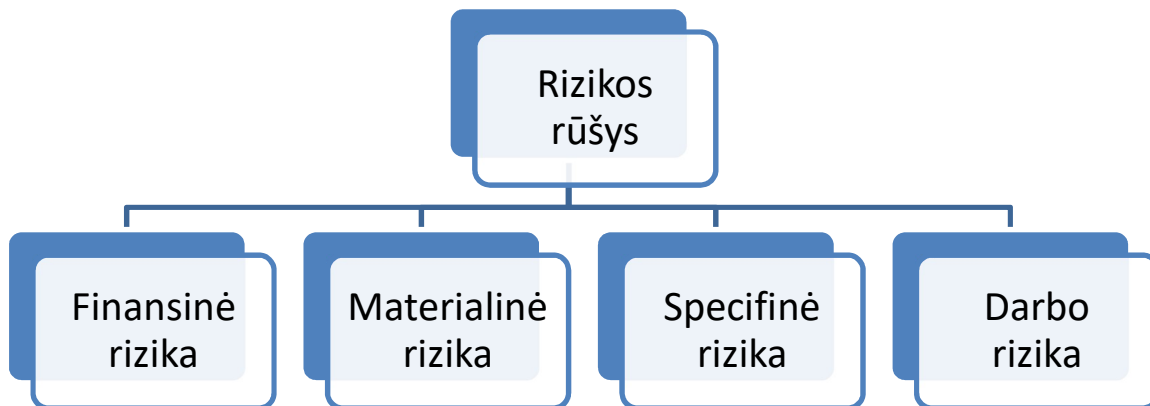 Rizikos
rūšys
Finansinė
rizika
Materialinė
rizika
Specifinė
rizika
Darbo
rizika